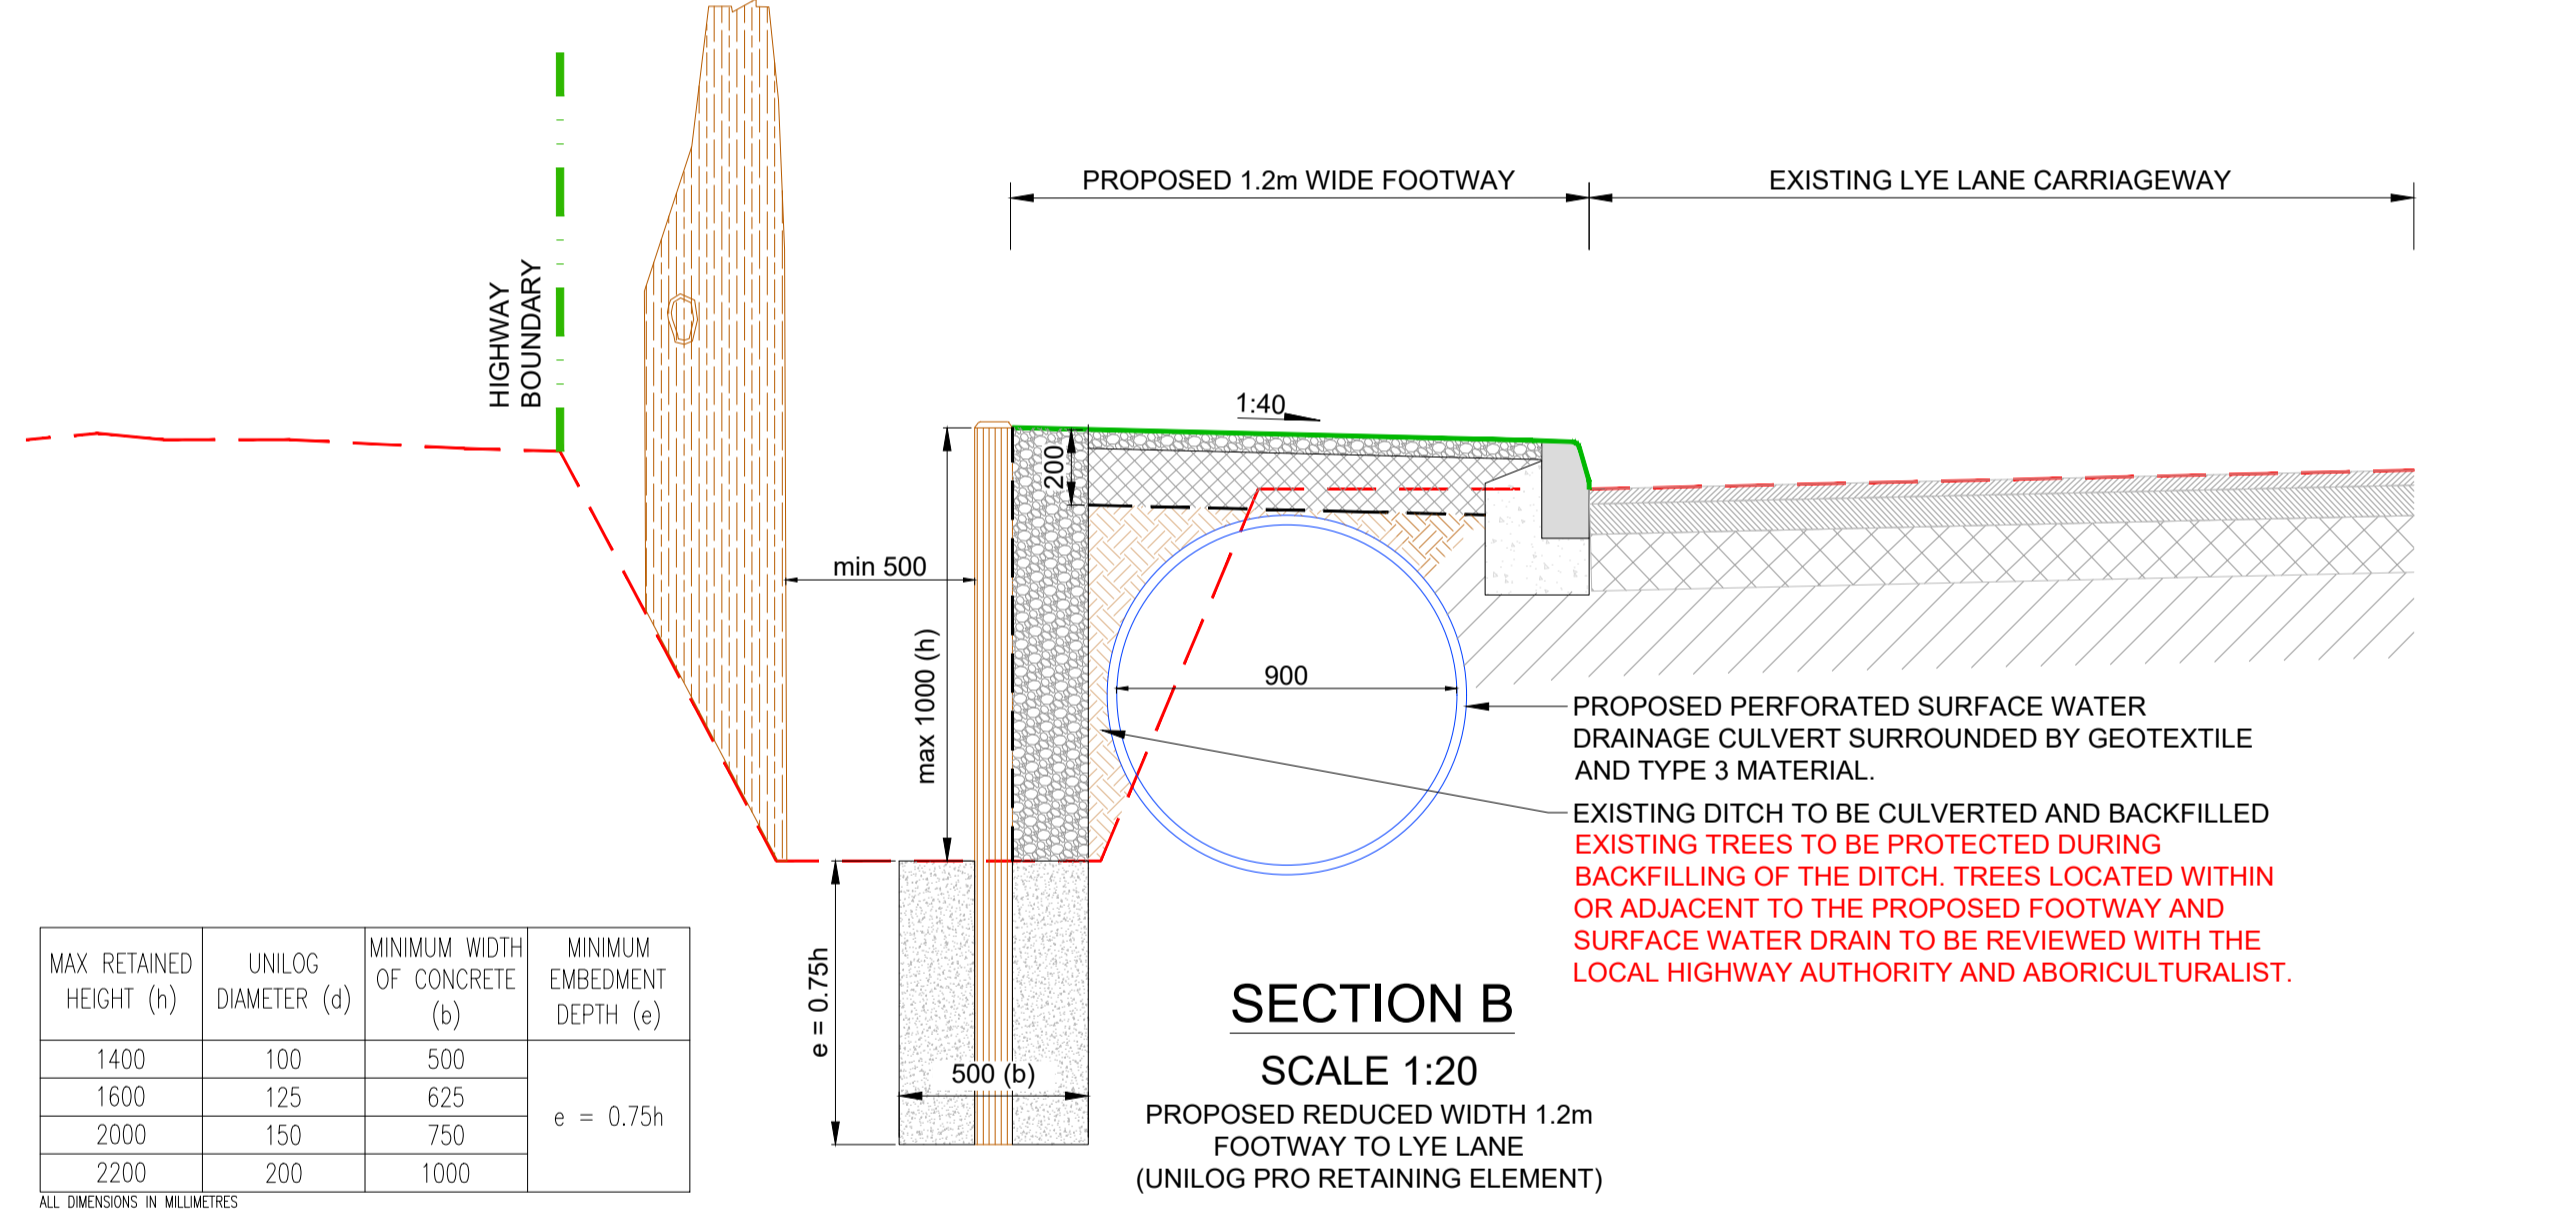 HIGHWAY
BOUNDARY
PROPOSED 1.2m WIDE FOOTWAY
EXISTING LYE LANE CARRIAGEWAY
1:40
200
min 500
max 1000 (h)
900
PROPOSED PERFORATED SURFACE WATER
DRAINAGE CULVERT SURROUNDED BY GEOTEXTILE
AND TYPE 3 MATERIAL.
EXISTING DITCH TO BE CULVERTED AND BACKFILLED
EXISTING TREES TO BE PROTECTED DURING
BACKFILLING OF THE DITCH. TREES LOCATED WITHIN
OR ADJACENT TO THE PROPOSED FOOTWAY AND
SURFACE WATER DRAIN TO BE REVIEWED WITH THE
LOCAL HIGHWAY AUTHORITY AND ABORICULTURALIST.
e = 0.75h
500 (b)
SECTION B
SCALE 1:20
PROPOSED REDUCED WIDTH 1.2m
FOOTWAY TO LYE LANE
(UNILOG PRO RETAINING ELEMENT)
MAX RETAINED
HEIGHT (h)
UNILOG
DIAMETER (d)
MINIMUM WIDTH
OF CONCRETE
(b)
MINIMUM
EMBEDMENT
DEPTH (e)
1400 100 500
1600 125 625
2000 150 750
2200 200 1000
e = 0.75h
ALL DIMENSIONS IN MILLIMETRES